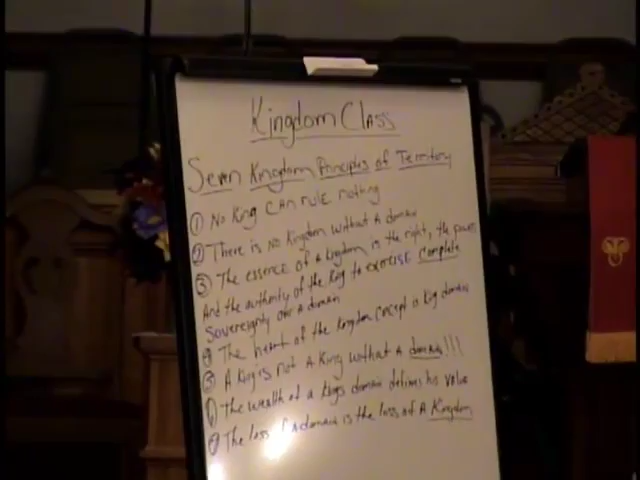 Kingdom Class
Seven Kingdom Principles of Territory
① No King CAN rule nothing
② There is NO Kingdom without A domain
③ The essence of a kingdom is the right, the power
And the authority of the King to exercise complete
Sovereignty over A domain
④ The heart of the Kingdom Concept is King domain
⑤ A King is not A King without A domain!!!
⑥ The wealth of a Kings domain defines his value
⑦ The loss of A domain is the loss of A Kingdom